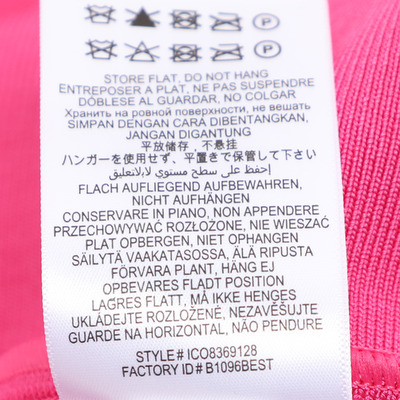 STORE FLAT, DO NOT HANG
ENTREPOSER A PLAT, NE PAS SUSPENDRE
DÓBLESE AL GUARDAR, NO COLGAR
Хранить на ровной поверхности, не вешать
SIMPAN DENGAN CARA DIBENTANGKAN,
JANGAN DIGANTUNG
平放储存，不悬挂
ハンガーを使用せず、平置きで保管して下さい
إحفظ على سطح مستوي لا بالتعليق
FLACH AUFLIEGEND AUFBEWAHREN,
NICHT AUFHÄNGEN
CONSERVARE IN PIANO, NON APPENDERE
PRZECHOWYWAĆ ROZŁOŻONE, NIE WIESZAĆ
PLAT OPBERGEN, NIET OPHANGEN
SÄILYTÄ VAAKATASOSSA, ÄLÄ RIPUSTA
FÖRVARA PLANT, HÄNG EJ
OPBEVARES FLADT POSITION
LAGRES FLATT, MÅ IKKE HENGES
UKLÁDEJTE ROZLOŽENÉ, NEZAVĚŠUJTE
GUARDE NA HORIZONTAL, NÃO PENDURE
STYLE# ICO8369128
FACTORY ID# B1096BEST